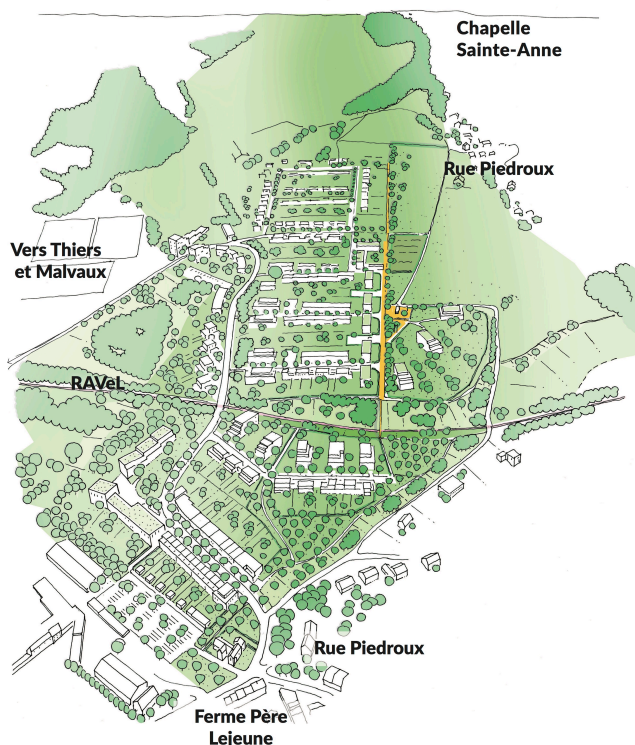 Chapelle
Sainte-Anne
Rue Piedroux
Vers Thiers
et Malvaux
RAVeL
Rue Piedroux
Ferme Père
Lejeune